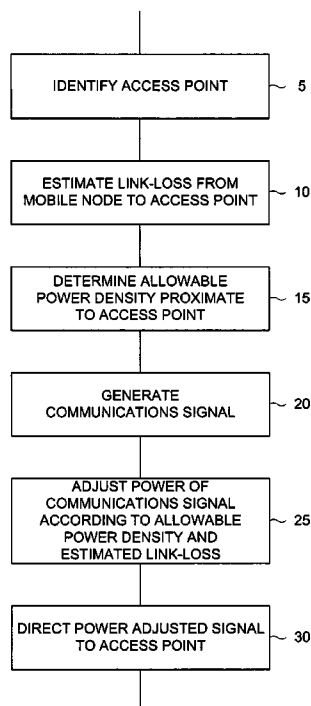 IDENTIFY ACCESS POINT 5
ESTIMATE LINK-LOSS FROM
MOBILE NODE TO ACCESS POINT 10
DETERMINE ALLOWABLE
POWER DENSITY PROXIMATE
TO ACCESS POINT 15
GENERATE
COMMUNICATIONS SIGNAL 20
ADJUST POWER OF
COMMUNICATIONS SIGNAL
ACCORDING TO ALLOWABLE
POWER DENSITY AND
ESTIMATED LINK-LOSS 25
DIRECT POWER ADJUSTED SIGNAL
TO ACCESS POINT 30